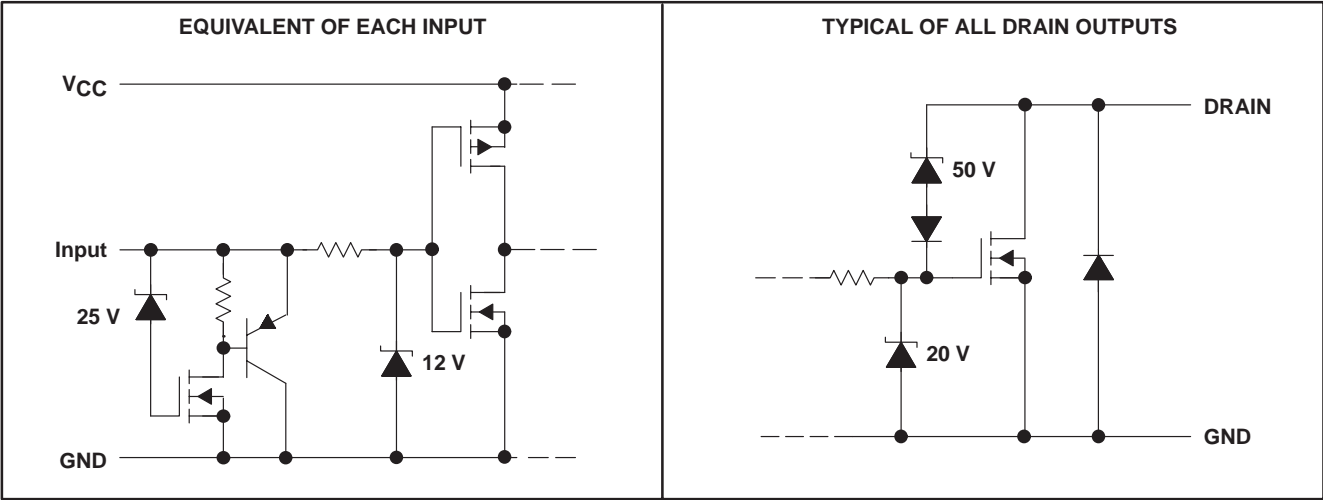 EQUIVALENT OF EACH INPUT
VCC
Input
25 V
12 V
GND
TYPICAL OF ALL DRAIN OUTPUTS
DRAIN
50 V
20 V
GND